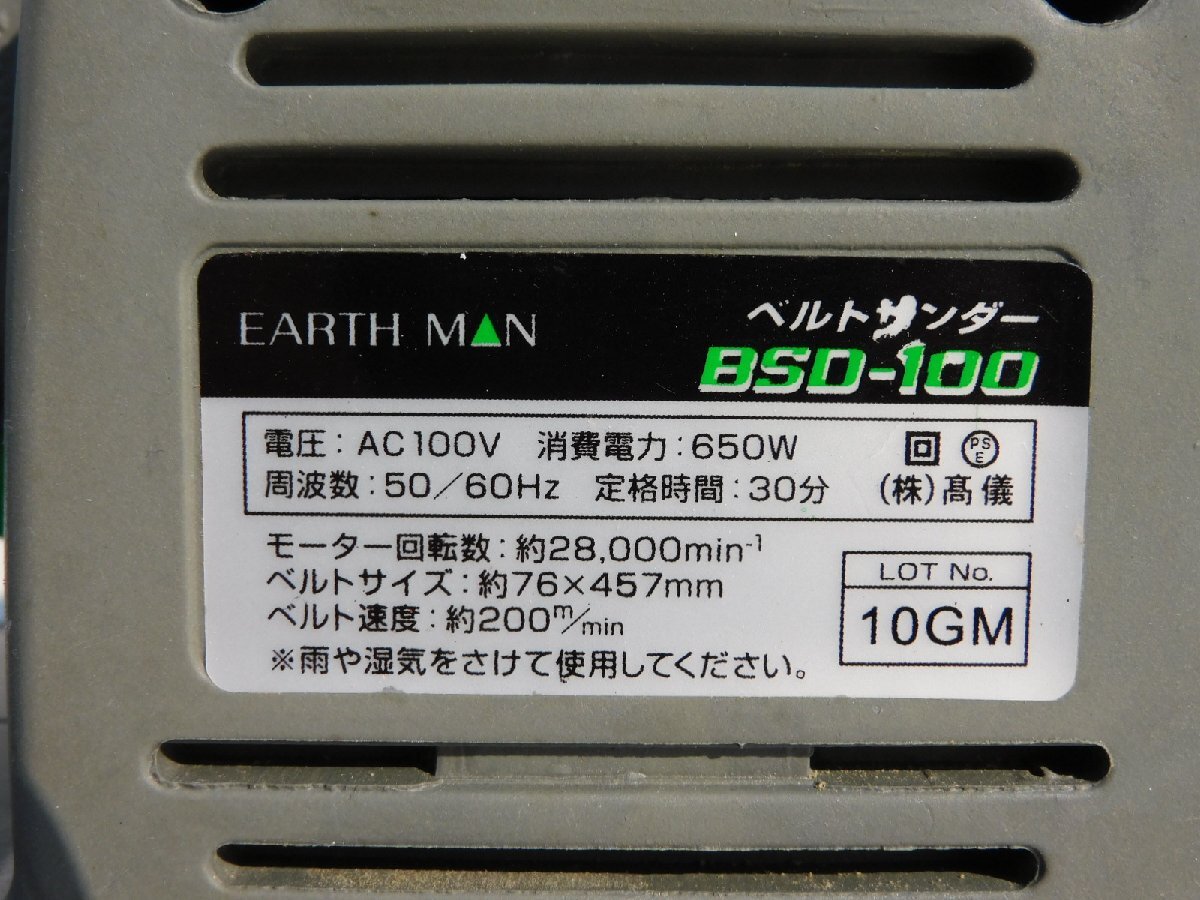 EARTH MAN
ベルトサンダー
BSD-100
電圧：AC100V 消費電力：650W 回 PSE
周波数：50／60Hz 定格時間：30分 (株)髙儀
モーター回転数：約28,000min⁻¹
ベルトサイズ：約76×457mm
ベルト速度：約200m/min
※雨や湿気をさけて使用してください。
LOT No.
10GM